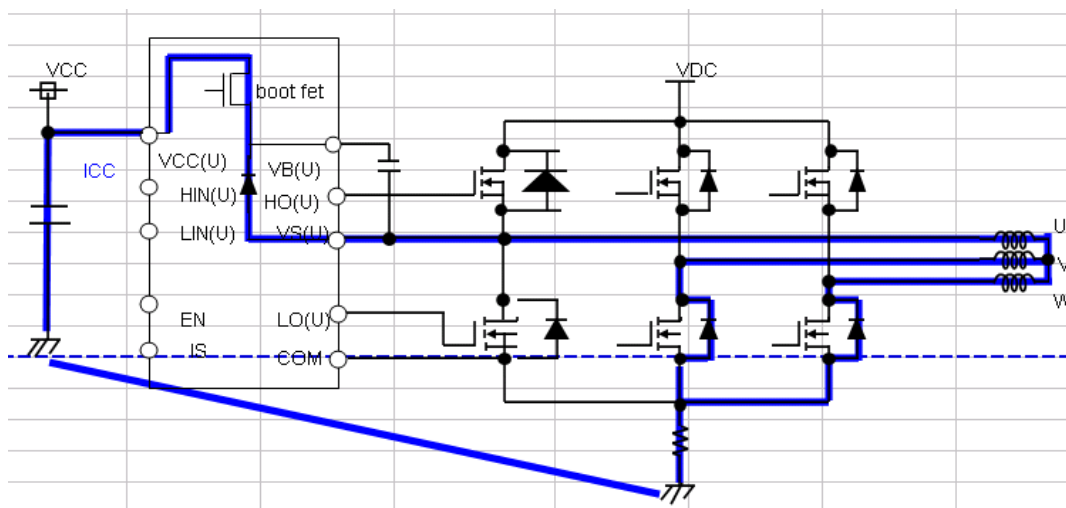 VCC
VDC
boot fet
ICC
VCC(U)
VB(U)
HIN(U)
HO(U)
LIN(U)
VS(U)
U
V
W
EN
LO(U)
IS
COM